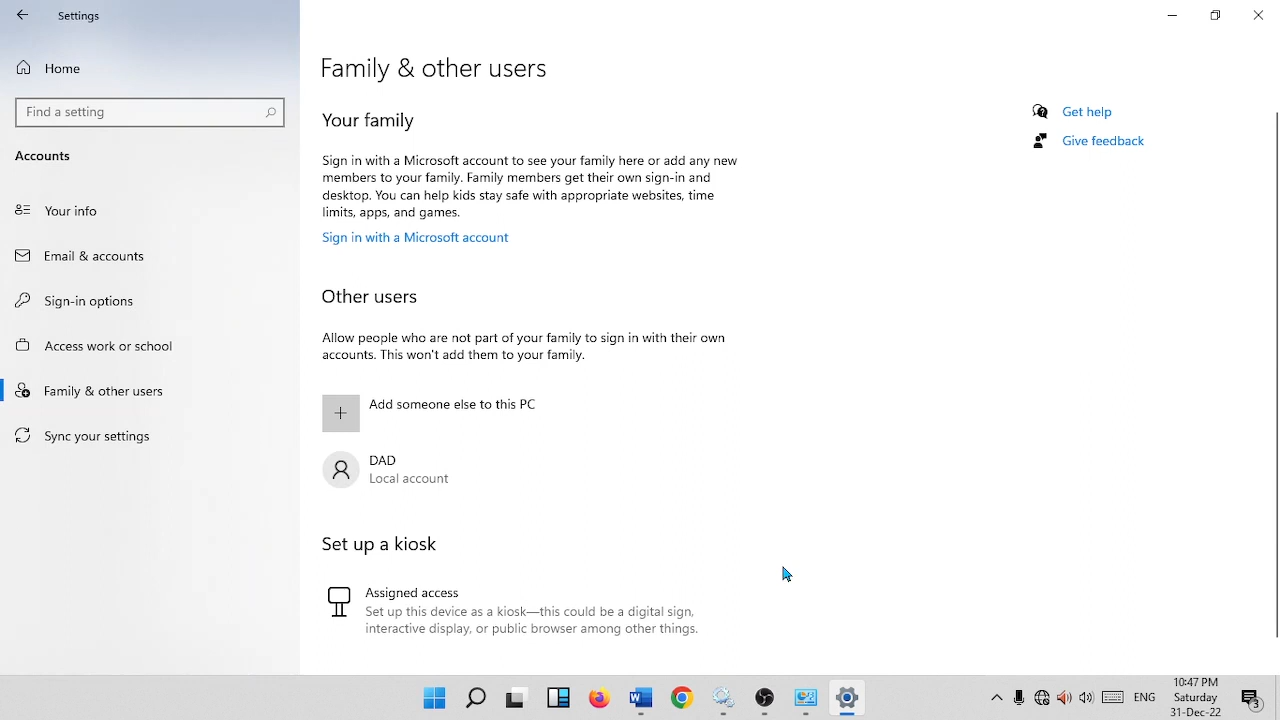 Settings
Home
Find a setting
Accounts
Your info
Email & accounts
Sign-in options
Access work or school
Family & other users
Sync your settings
Family & other users
Your family
Sign in with a Microsoft account to see your family here or add any new
members to your family. Family members get their own sign-in and
desktop. You can help kids stay safe with appropriate websites, time
limits, apps, and games.
Sign in with a Microsoft account
Other users
Allow people who are not part of your family to sign in with their own
accounts. This won't add them to your family.
Add someone else to this PC
DAD
Local account
Set up a kiosk
Assigned access
Set up this device as a kiosk—this could be a digital sign,
interactive display, or public browser among other things.
Get help
Give feedback
ENG
10:47 PM
Saturday
31-Dec-22
3